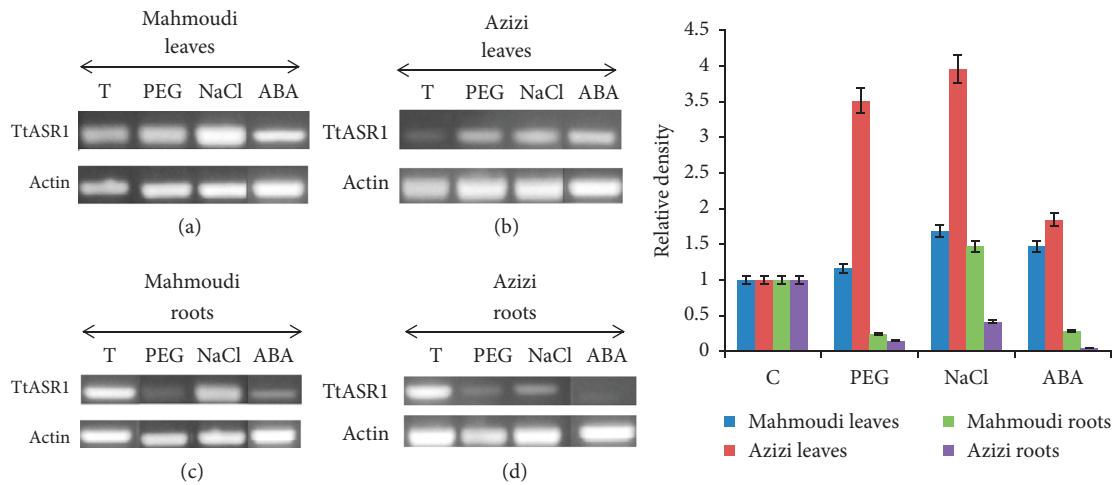 Mahmoudi
leaves
T PEG NaCl ABA
TtASR1
Actin
(a)
Azizi
leaves
T PEG NaCl ABA
TtASR1
Actin
(b)
Mahmoudi
roots
T PEG NaCl ABA
TtASR1
Actin
(c)
Azizi
roots
T PEG NaCl ABA
TtASR1
Actin
(d)
Relative density
4.5
4
3.5
3
2.5
2
1.5
1
0.5
0
C PEG NaCl ABA
Mahmoudi leaves
Azizi leaves
Mahmoudi roots
Azizi roots